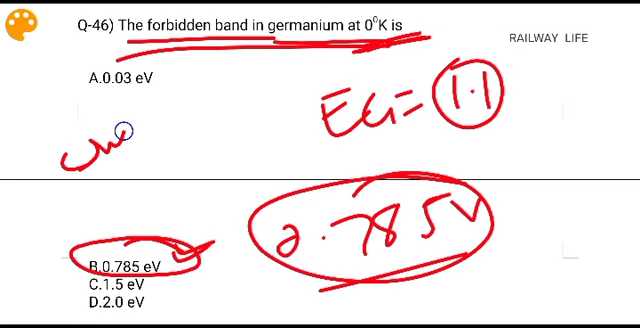 Q-46) The forbidden band in germanium at 0°K is
RAILWAY LIFE
A.0.03 eV
EG= 1.1
0.785V
B.0.785 eV
C.1.5 eV
D.2.0 eV